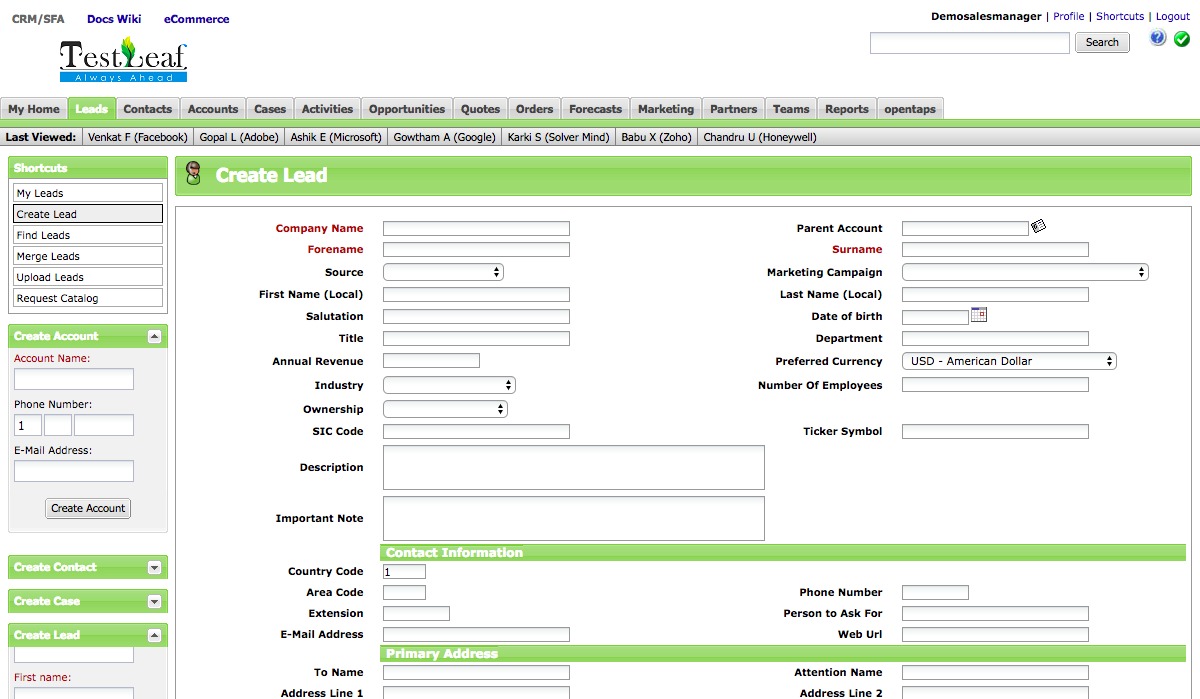 CRM/SFA Docs Wiki eCommerce
Demosalesmanager | Profile | Shortcuts | Logout
TestLeaf
Always Ahead
Search
?
My Home Leads Contacts Accounts Cases Activities Opportunities Quotes Orders Forecasts Marketing Partners Teams Reports opentaps
Last Viewed: Venkat F (Facebook) Gopal L (Adobe) Ashik E (Microsoft) Gowtham A (Google) Karki S (Solver Mind) Babu X (Zoho) Chandru U (Honeywell)
Shortcuts
My Leads
Create Lead
Find Leads
Merge Leads
Upload Leads
Request Catalog
Create Account
Account Name:
Phone Number:
1
E-Mail Address:
Create Account
Create Contact
Create Case
Create Lead
First name:
Create Lead
Company Name Parent Account
Forename Surname
Source Marketing Campaign
First Name (Local) Last Name (Local)
Salutation Date of birth
Title Department
Annual Revenue Preferred Currency USD - American Dollar
Industry Number Of Employees
Ownership
SIC Code Ticker Symbol
Description
Important Note
Contact Information
Country Code 1
Area Code Phone Number
Extension Person to Ask For
E-Mail Address Web Url
Primary Address
To Name Attention Name
Address Line 1 Address Line 2